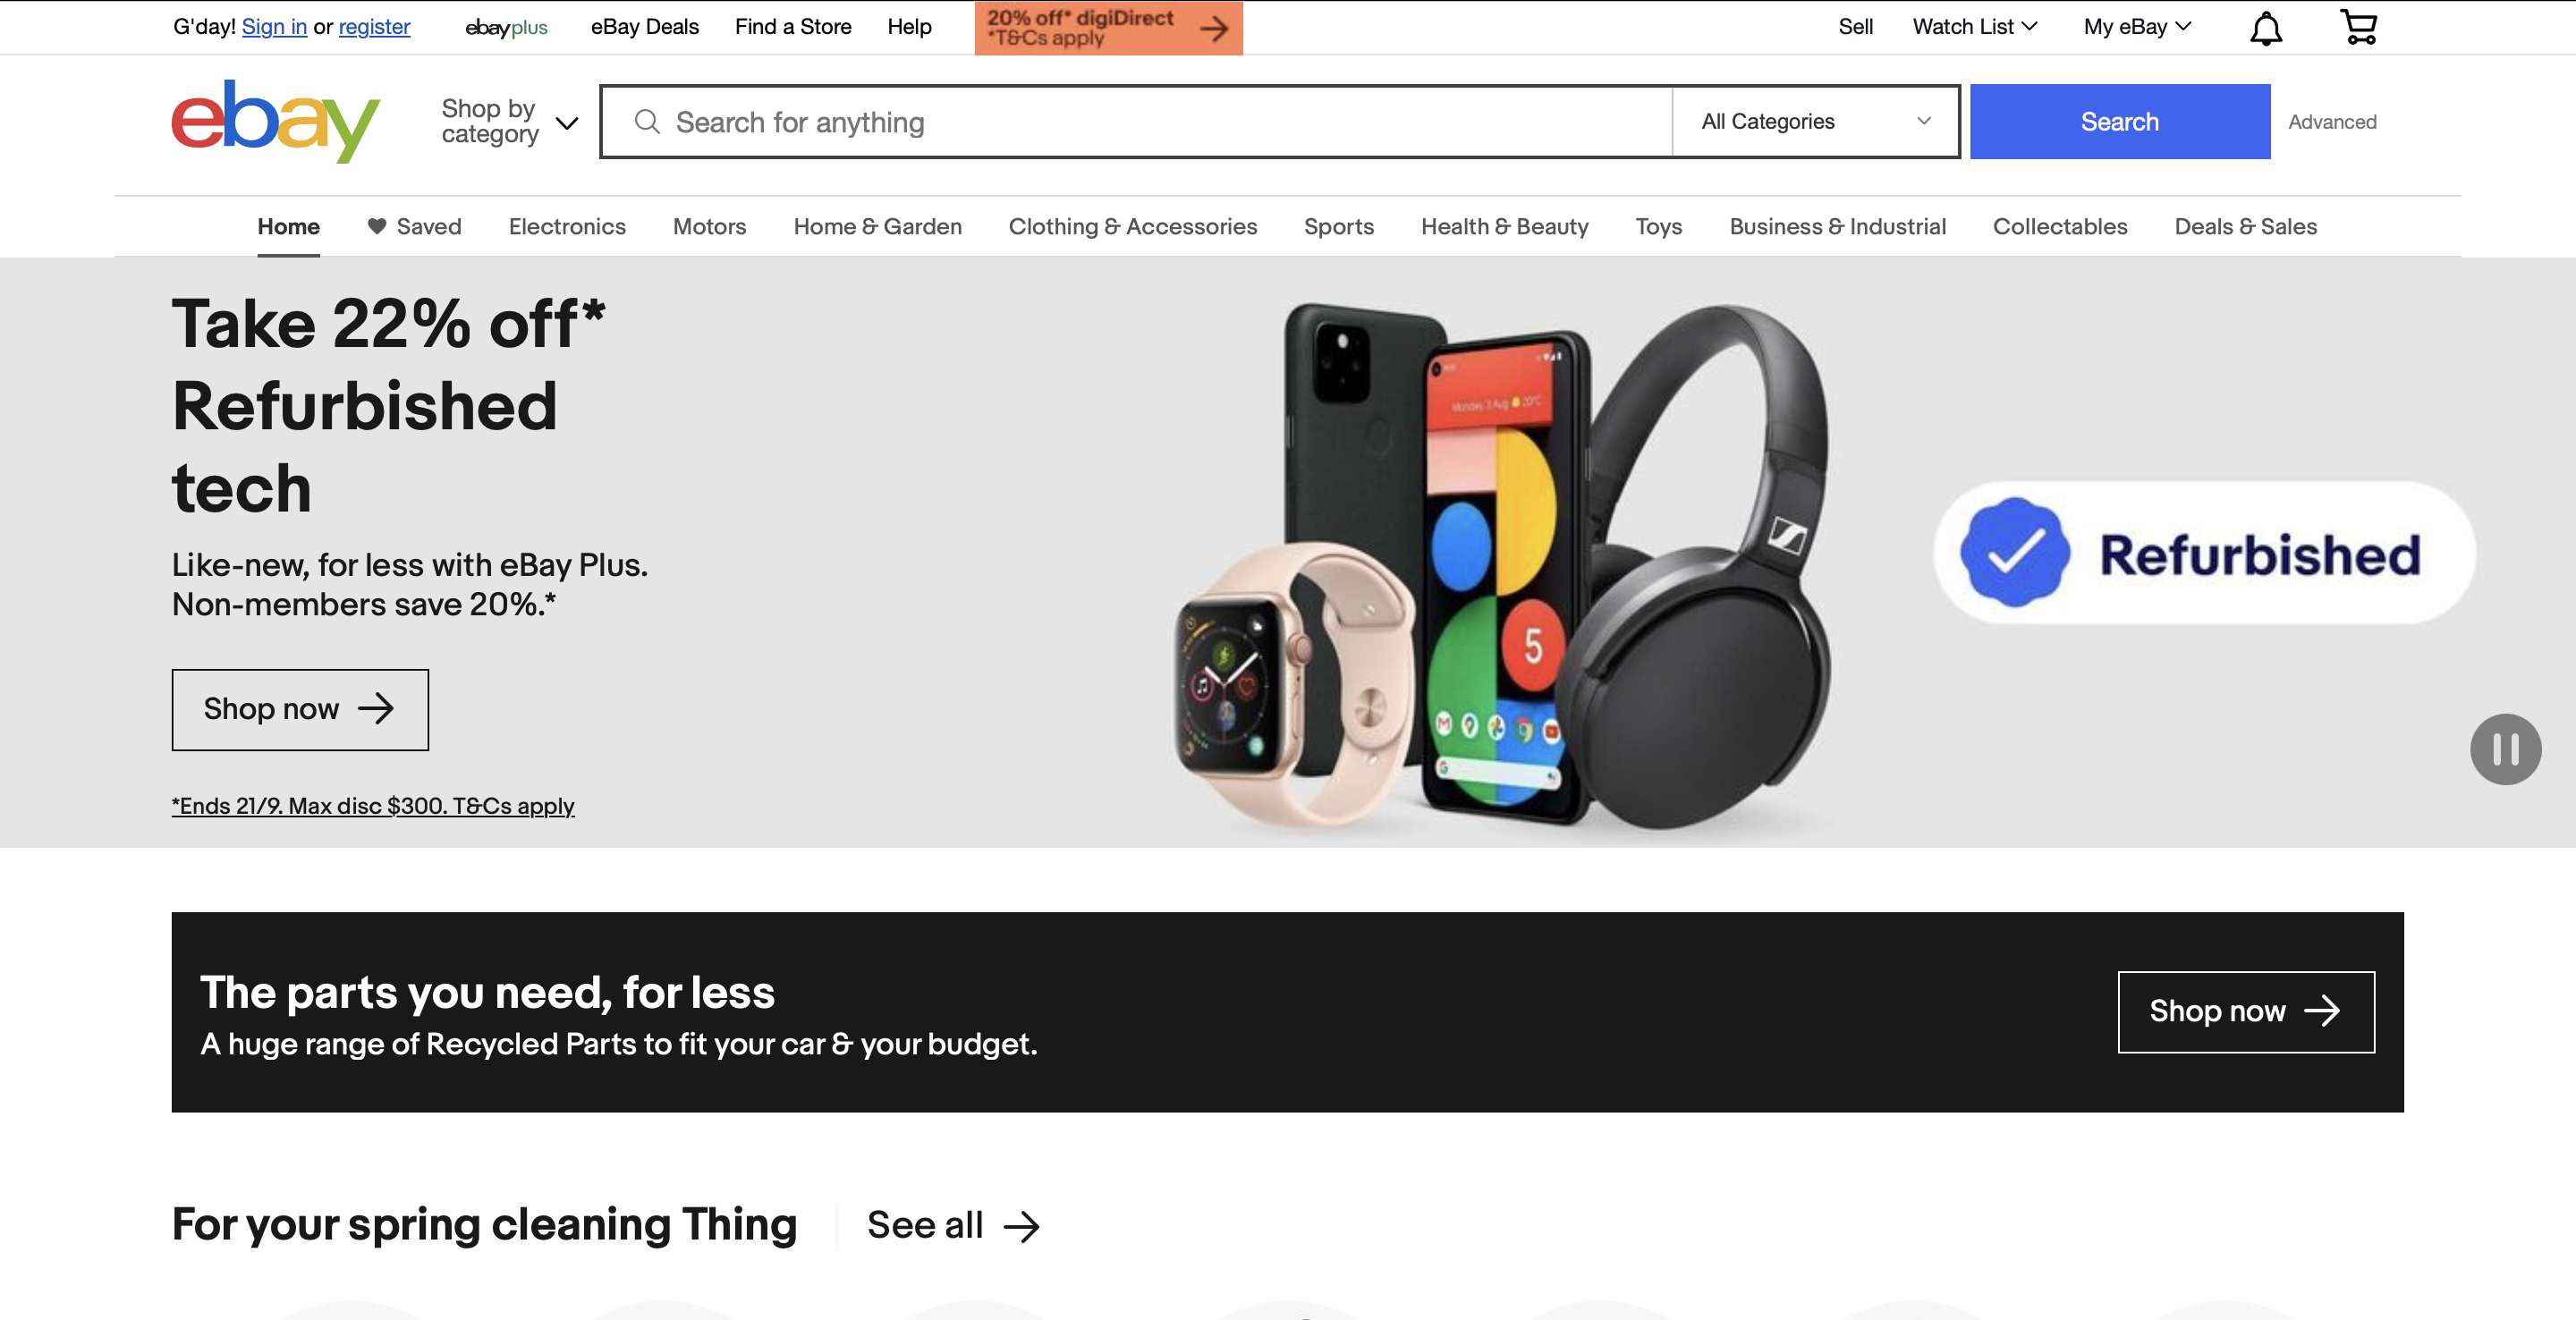 G'day! Sign in or register
ebayplus
eBay Deals
Find a Store
Help
20% off* digiDirect
*T&Cs apply
Sell
Watch List
My eBay
ebay
Shop by
category
Search for anything
All Categories
Search
Advanced
Home
Saved
Electronics
Motors
Home & Garden
Clothing & Accessories
Sports
Health & Beauty
Toys
Business & Industrial
Collectables
Deals & Sales
Take 22% off*
Refurbished
tech
Like-new, for less with eBay Plus.
Non-members save 20%.*
Shop now
*Ends 21/9. Max disc $300. T&Cs apply
Monday, 3 Aug 20°C
5
Refurbished
The parts you need, for less
A huge range of Recycled Parts to fit your car & your budget.
Shop now
For your spring cleaning Thing
See all